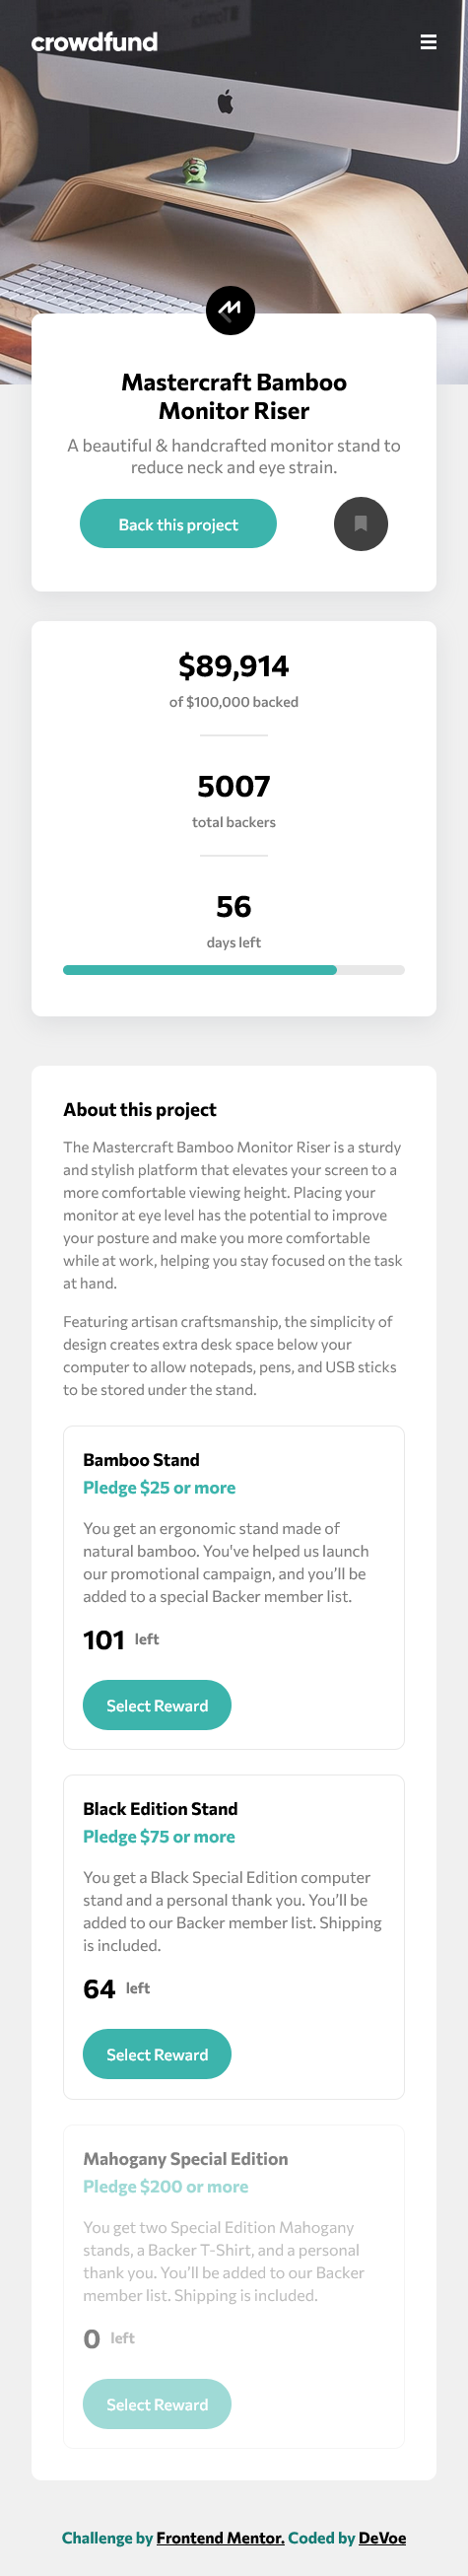 crowdfund
Mastercraft Bamboo
Monitor Riser
A beautiful & handcrafted monitor stand to
reduce neck and eye strain.
Back this project
$89,914
of $100,000 backed
5007
total backers
56
days left
About this project
The Mastercraft Bamboo Monitor Riser is a sturdy
and stylish platform that elevates your screen to a
more comfortable viewing height. Placing your
monitor at eye level has the potential to improve
your posture and make you more comfortable
while at work, helping you stay focused on the task
at hand.
Featuring artisan craftsmanship, the simplicity of
design creates extra desk space below your
computer to allow notepads, pens, and USB sticks
to be stored under the stand.
Bamboo Stand
Pledge $25 or more
You get an ergonomic stand made of
natural bamboo. You've helped us launch
our promotional campaign, and you’ll be
added to a special Backer member list.
101 left
Select Reward
Black Edition Stand
Pledge $75 or more
You get a Black Special Edition computer
stand and a personal thank you. You’ll be
added to our Backer member list. Shipping
is included.
64 left
Select Reward
Mahogany Special Edition
Pledge $200 or more
You get two Special Edition Mahogany
stands, a Backer T-Shirt, and a personal
thank you. You’ll be added to our Backer
member list. Shipping is included.
0 left
Select Reward
Challenge by Frontend Mentor. Coded by DeVoe